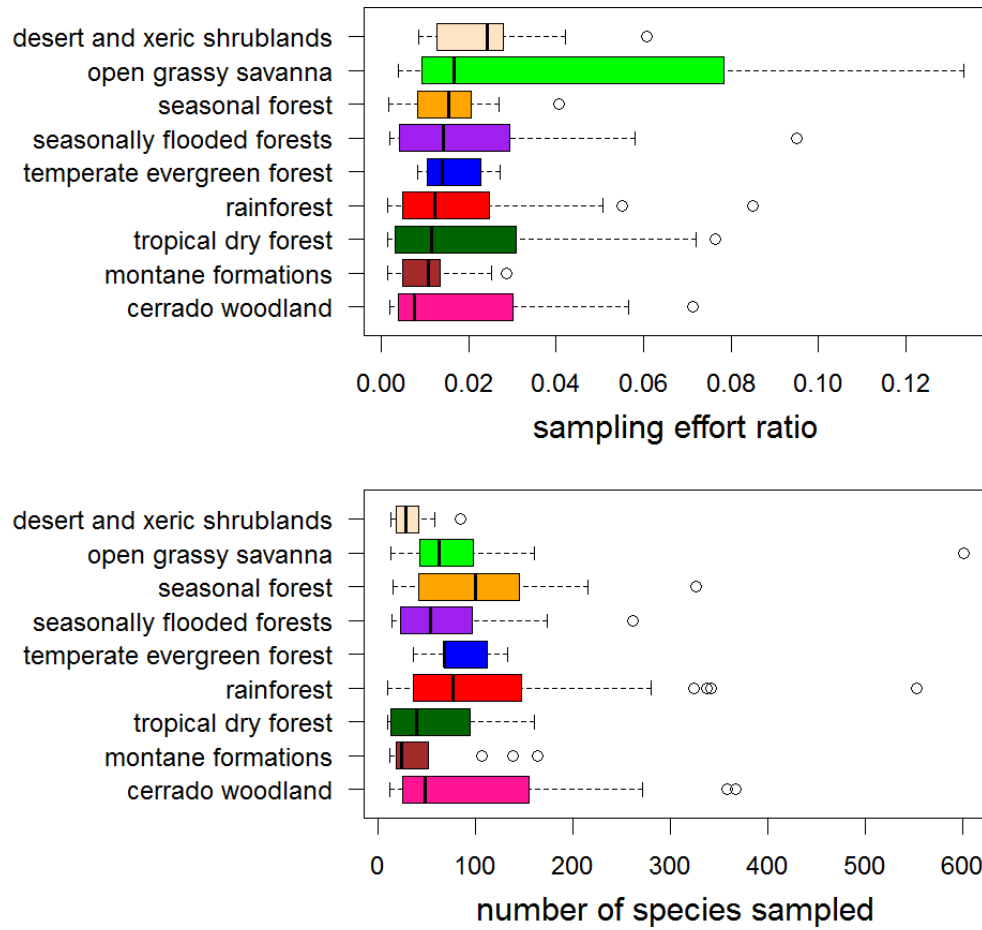 desert and xeric shrublands
open grassy savanna
seasonal forest
seasonally flooded forests
temperate evergreen forest
rainforest
tropical dry forest
montane formations
cerrado woodland
0.00 0.02 0.04 0.06 0.08 0.10 0.12
sampling effort ratio
desert and xeric shrublands
open grassy savanna
seasonal forest
seasonally flooded forests
temperate evergreen forest
rainforest
tropical dry forest
montane formations
cerrado woodland
0 100 200 300 400 500 600
number of species sampled